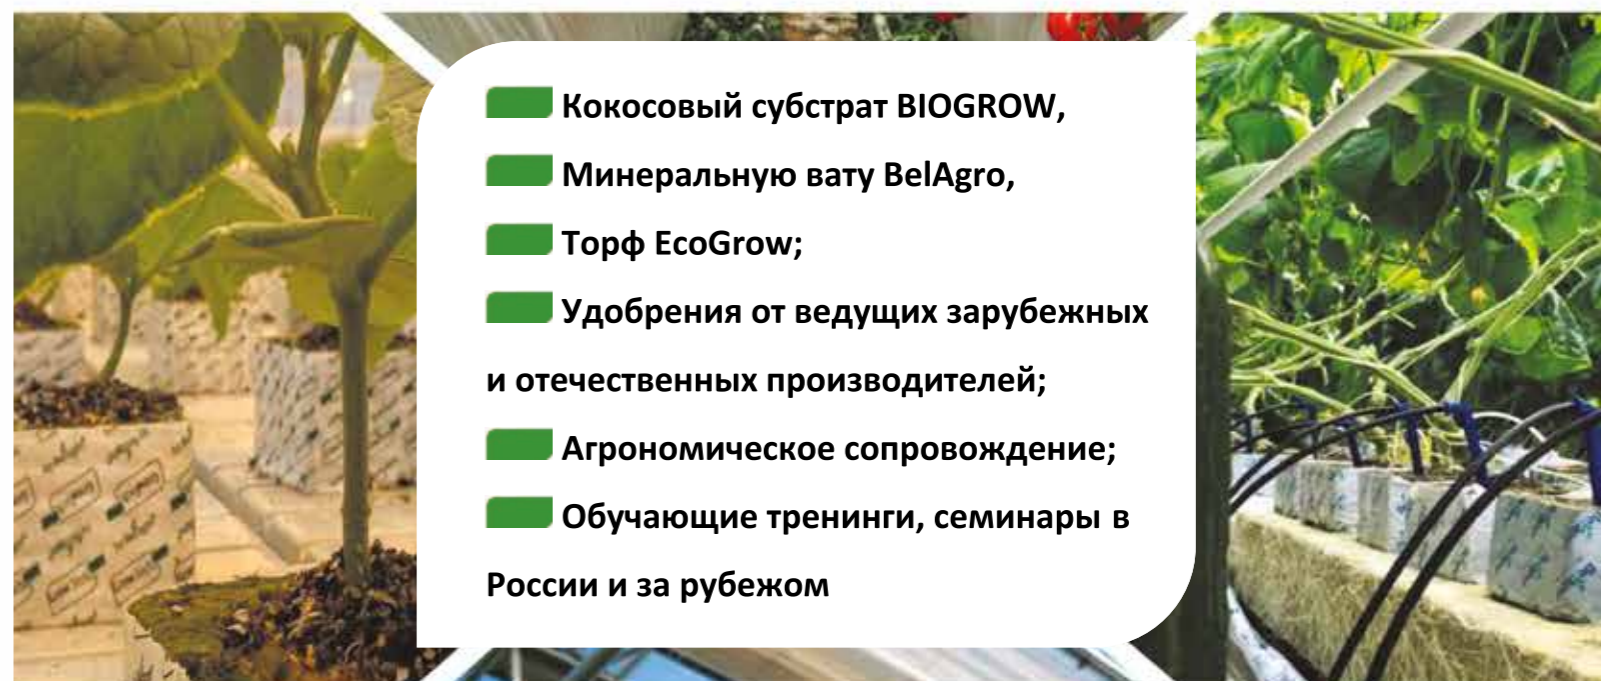 Кокосовый субстрат BIOGROW,
Минеральную вату BelAgro,
Торф EcoGrow;
Удобрения от ведущих зарубежных
и отечественных производителей;
Агрономическое сопровождение;
Обучающие тренинги, семинары в
России и за рубежом